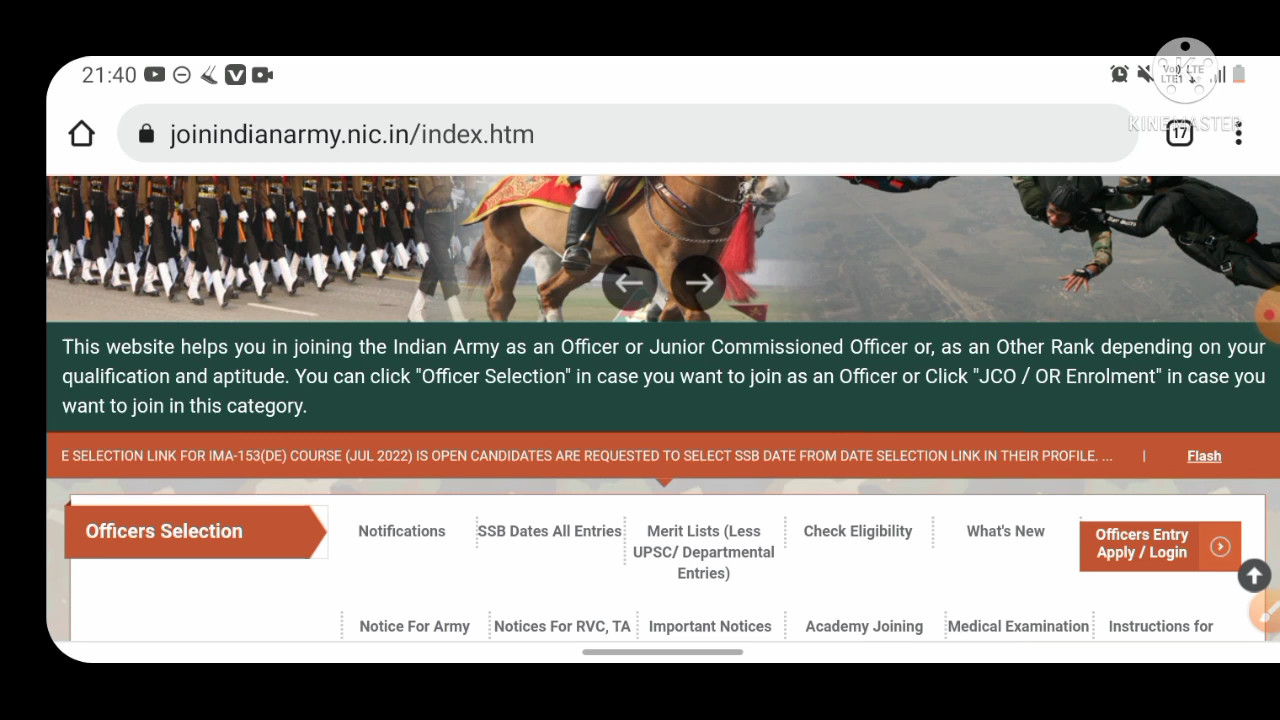 21:40
Vo) LTE
LTE1
KINEMASTER
joinindianarmy.nic.in/index.htm
17
This website helps you in joining the Indian Army as an Officer or Junior Commissioned Officer or, as an Other Rank depending on your
qualification and aptitude. You can click "Officer Selection" in case you want to join as an Officer or Click "JCO / OR Enrolment" in case you
want to join in this category.
E SELECTION LINK FOR IMA-153(DE) COURSE (JUL 2022) IS OPEN CANDIDATES ARE REQUESTED TO SELECT SSB DATE FROM DATE SELECTION LINK IN THEIR PROFILE. ... | Flash
Officers Selection
Notifications
SSB Dates All Entries
Merit Lists (Less
UPSC/ Departmental
Entries)
Check Eligibility
What's New
Officers Entry
Apply / Login
Notice For Army
Notices For RVC, TA
Important Notices
Academy Joining
Medical Examination
Instructions for